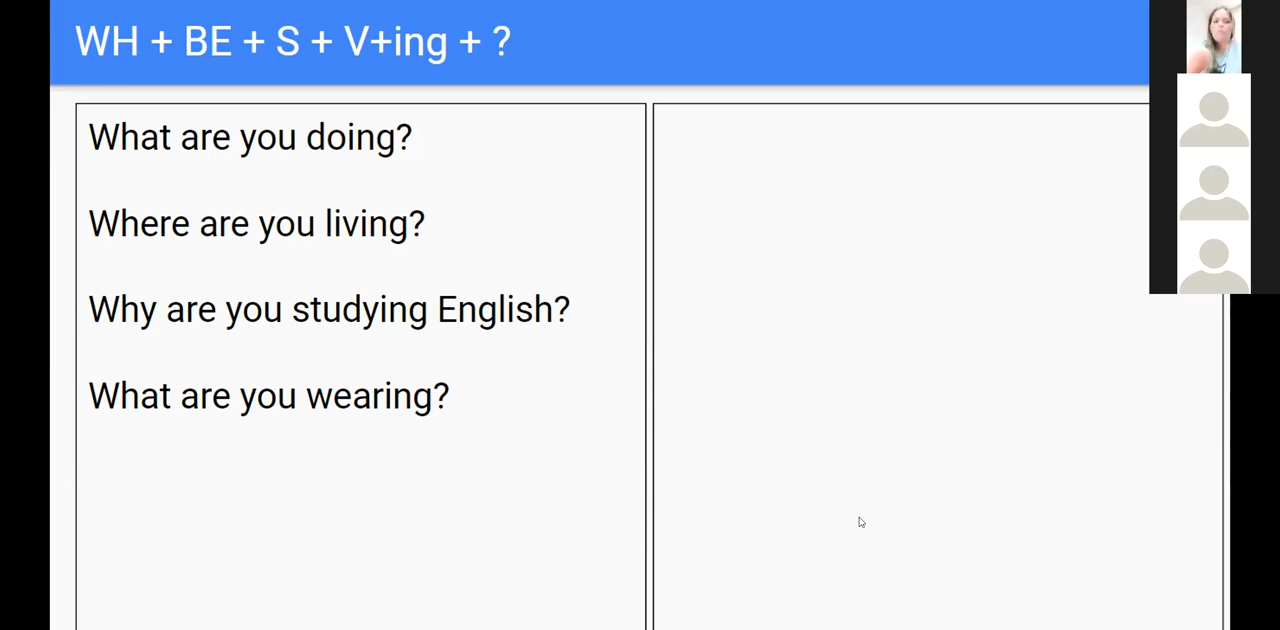 WH + BE + S + V+ing + ?
What are you doing?
Where are you living?
Why are you studying English?
What are you wearing?